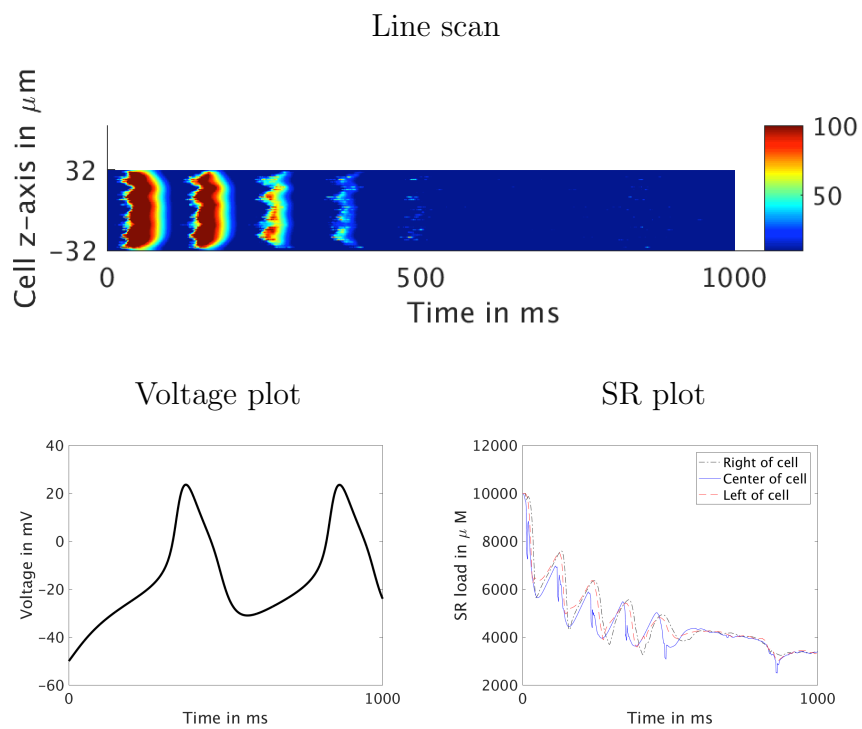 Line scan
Cell z-axis in μm
32
-32
0
500
1000
Time in ms
100
50
Voltage plot
Voltage in mV
40
20
0
-20
-40
-60
0
1000
Time in ms
SR plot
SR load in μ M
12000
10000
8000
6000
4000
2000
0
1000
Time in ms
Right of cell
Center of cell
Left of cell